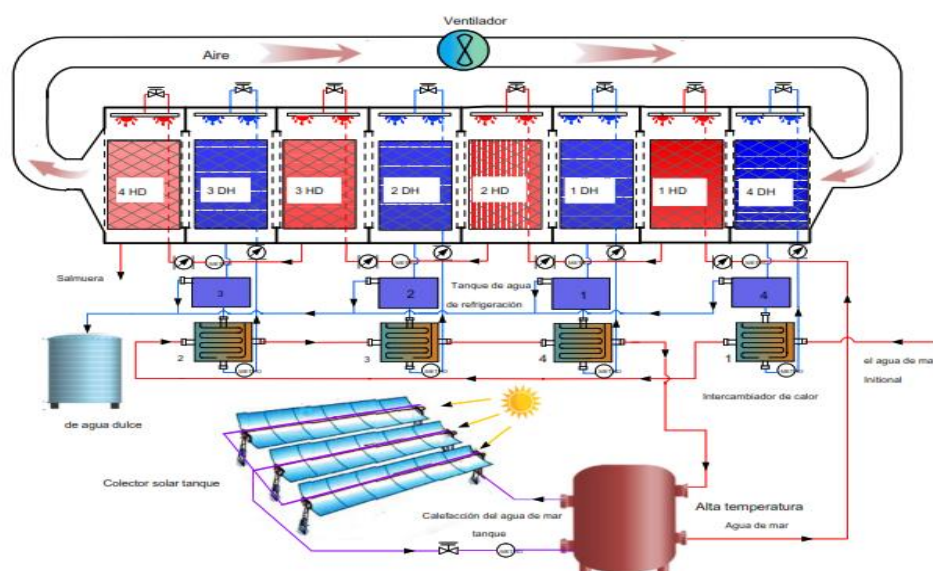 Ventilador
Aire
4 HD
3 DH
3 HD
2 DH
2 HD
1 DH
1 HD
4 DH
Salmuera
3
2
Tanque de agua
de refrigeración
1
4
2
3
4
1
el agua de mar
Initional
Intercambiador de calor
de agua dulce
Colector solar tanque
Calefacción del agua de mar
tanque
Alta temperatura
Agua de mar